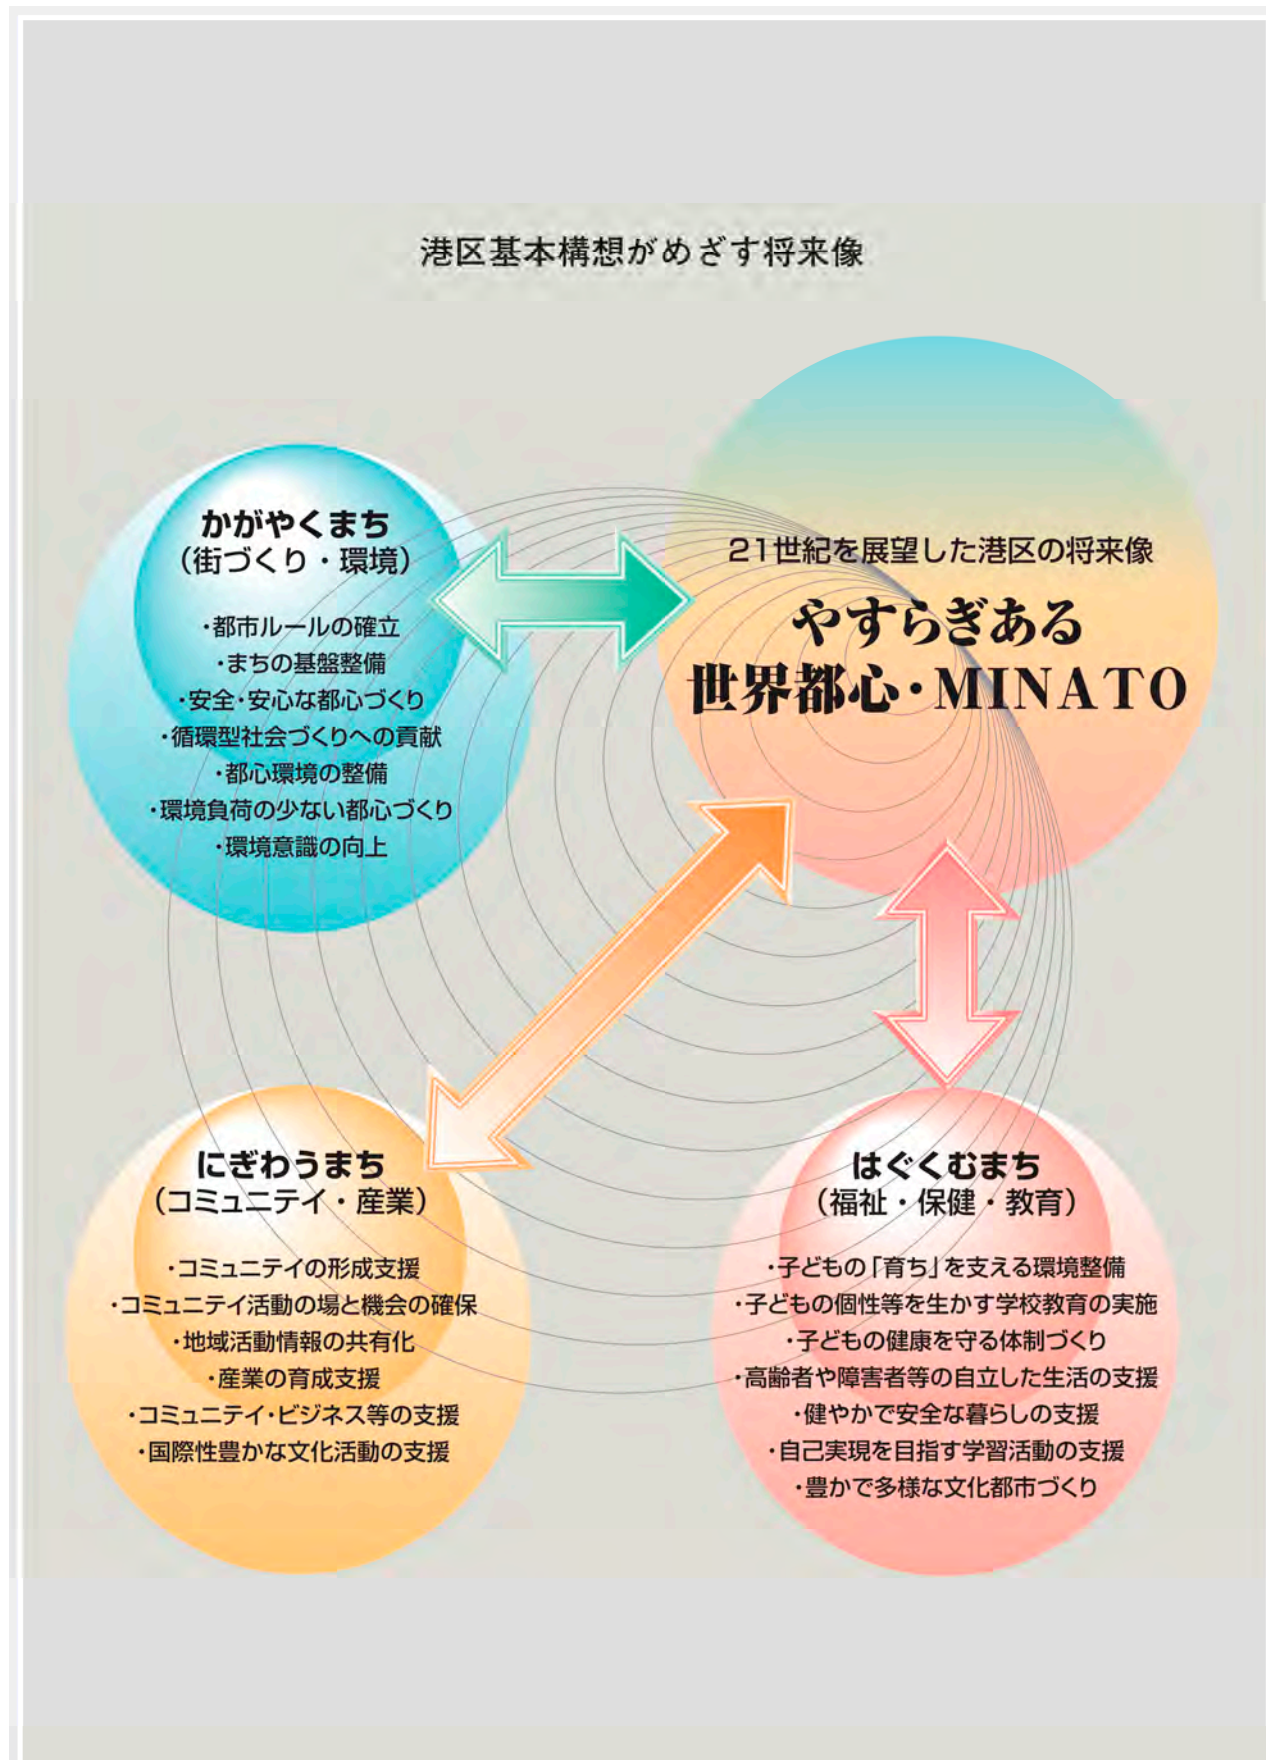 港区基本構想がめざす将来像
かがやくまち
（街づくり・環境）
・都市ルールの確立
・まちの基盤整備
・安全・安心な都心づくり
・循環型社会づくりへの貢献
・都心環境の整備
・環境負荷の少ない都心づくり
・環境意識の向上
21世紀を展望した港区の将来像
やすらぎある
世界都心・MINATO
にぎわうまち
（コミュニテイ・産業）
・コミュニテイの形成支援
・コミュニテイ活動の場と機会の確保
・地域活動情報の共有化
・産業の育成支援
・コミュニテイ・ビジネス等の支援
・国際性豊かな文化活動の支援
はぐくむまち
（福祉・保健・教育）
・子どもの「育ち」を支える環境整備
・子どもの個性等を生かす学校教育の実施
・子どもの健康を守る体制づくり
・高齢者や障害者等の自立した生活の支援
・健やかで安全な暮らしの支援
・自己実現を目指す学習活動の支援
・豊かで多様な文化都市づくり